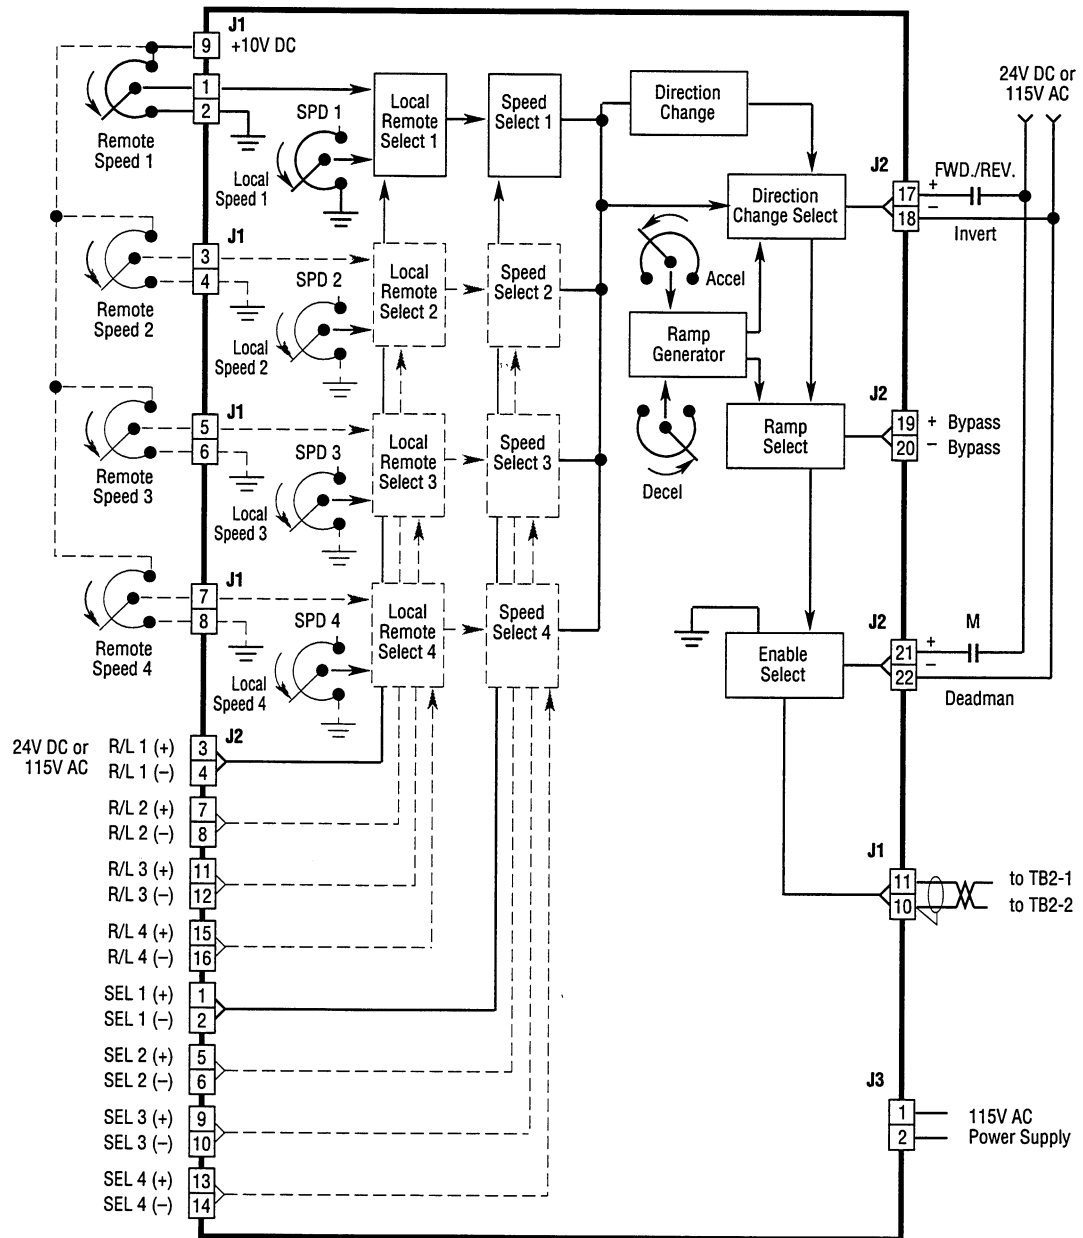 J1
9 +10V DC
1
2
Remote
Speed 1
SPD 1
Local
Speed 1
Local
Remote
Select 1
Speed
Select 1
Direction
Change
24V DC or
115V AC
J2
17 + FWD./REV.
18 –
Invert
Direction
Change Select
J1
3
4
Remote
Speed 2
SPD 2
Local
Speed 2
Local
Remote
Select 2
Speed
Select 2
Accel
Ramp
Generator
Decel
J2
19 + Bypass
20 – Bypass
Ramp
Select
J1
5
6
Remote
Speed 3
SPD 3
Local
Speed 3
Local
Remote
Select 3
Speed
Select 3
J1
7
8
Remote
Speed 4
SPD 4
Local
Speed 4
Local
Remote
Select 4
Speed
Select 4
Enable
Select
J2
21 + M
22 –
Deadman
24V DC or
115V AC
J2
R/L 1 (+) 3
R/L 1 (–) 4
R/L 2 (+) 7
R/L 2 (–) 8
R/L 3 (+) 11
R/L 3 (–) 12
R/L 4 (+) 15
R/L 4 (–) 16
SEL 1 (+) 1
SEL 1 (–) 2
SEL 2 (+) 5
SEL 2 (–) 6
SEL 3 (+) 9
SEL 3 (–) 10
SEL 4 (+) 13
SEL 4 (–) 14
J1
11 to TB2-1
10 to TB2-2
J3
1 115V AC
2 Power Supply